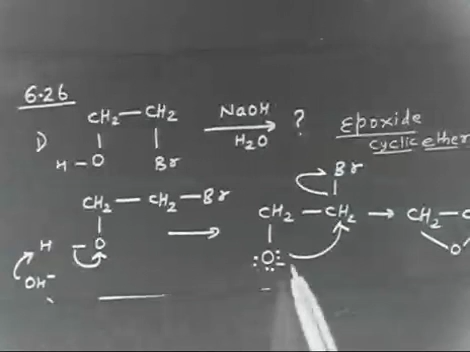 6.26
CH₂—CH₂ NaOH ?
D H-O Br H₂O
Epoxide
cyclic ether
CH₂—CH₂—Br
H—O
OH⁻
Br
CH₂—CH₂
:O:⁻
CH₂—C
O